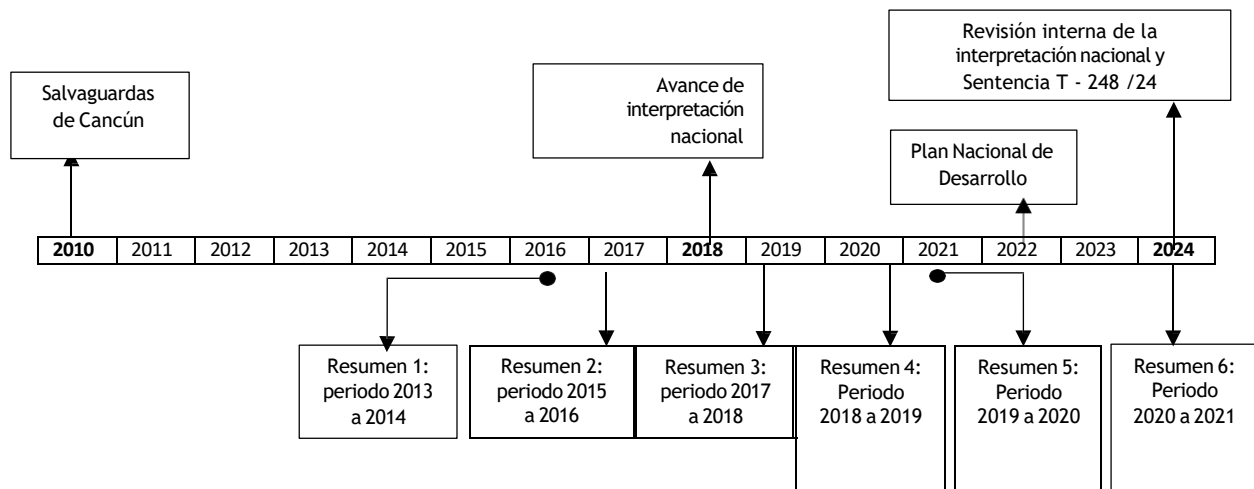 Salvaguardas
de Cancún
Avance de
interpretación
nacional
Revisión interna de la
interpretación nacional y
Sentencia T - 248 /24
Plan Nacional de
Desarrollo
2010 2011 2012 2013 2014 2015 2016 2017 2018 2019 2020 2021 2022 2023 2024
Resumen 1:
periodo 2013
a 2014
Resumen 2:
periodo 2015
a 2016
Resumen 3:
periodo 2017
a 2018
Resumen 4:
Periodo
2018 a 2019
Resumen 5:
Periodo
2019 a 2020
Resumen 6:
Periodo
2020 a 2021